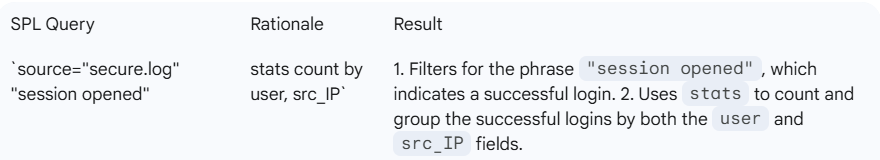 SPL Query Rationale Result
`source="secure.log" stats count by 1. Filters for the phrase "session opened" , which
"session opened" user, src_IP` indicates a successful login. 2. Uses stats to count and
group the successful logins by both the user and
src_IP fields.